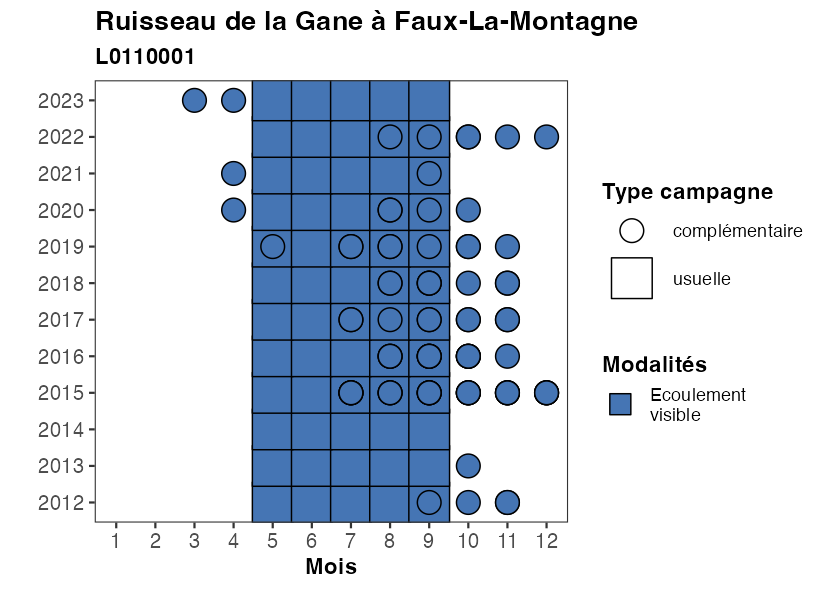 Ruisseau de la Gane à Faux-La-Montagne
L0110001
2023
2022
2021
2020
2019
2018
2017
2016
2015
2014
2013
2012
1 2 3 4 5 6 7 8 9 10 11 12
Mois
Type campagne
complémentaire
usuelle
Modalités
Ecoulement
visible